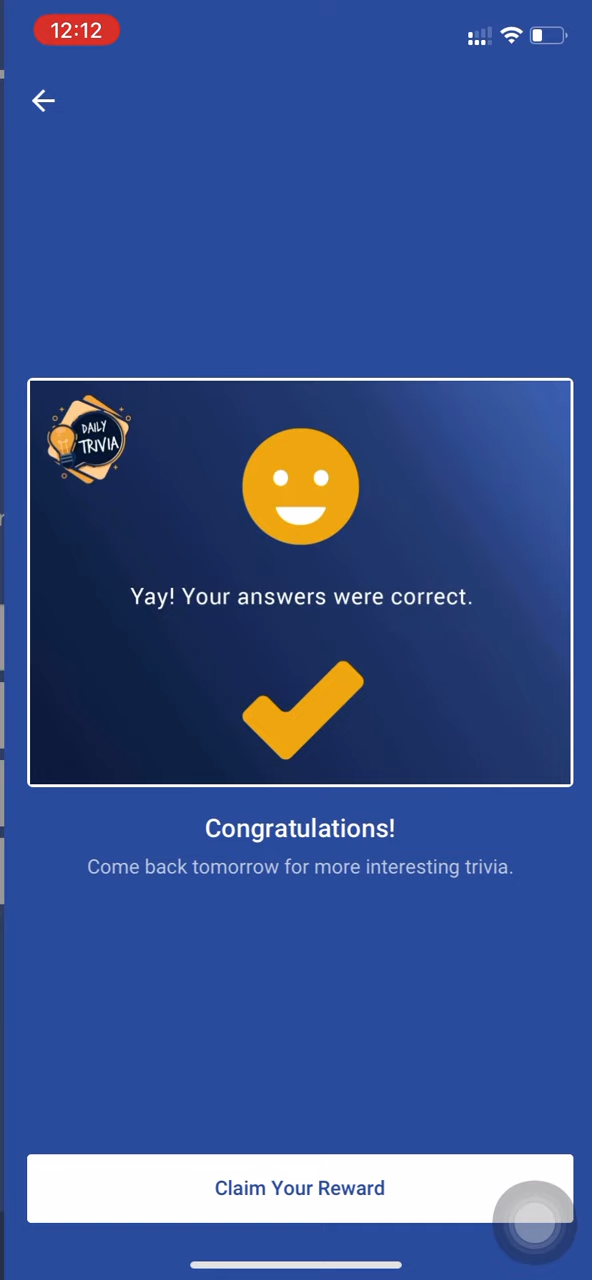 12:12
DAILY
TRIVIA
Yay! Your answers were correct.
Congratulations!
Come back tomorrow for more interesting trivia.
Claim Your Reward